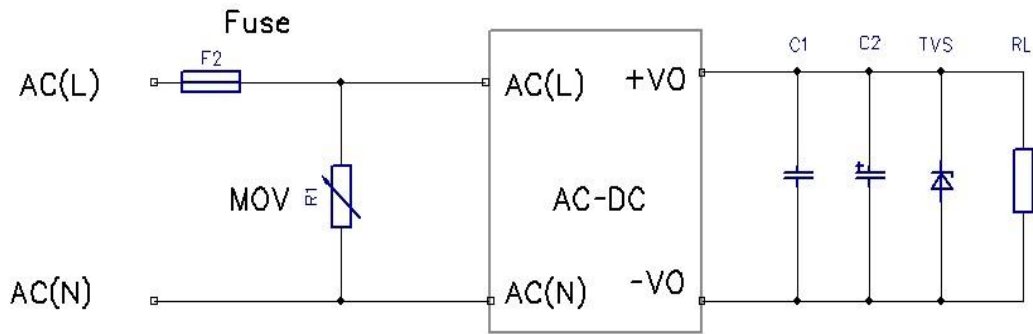 Fuse
F2
C1 C2 TVS RL
AC(L) AC(L) +VO
MOV R1 AC-DC
AC(N) AC(N) -VO